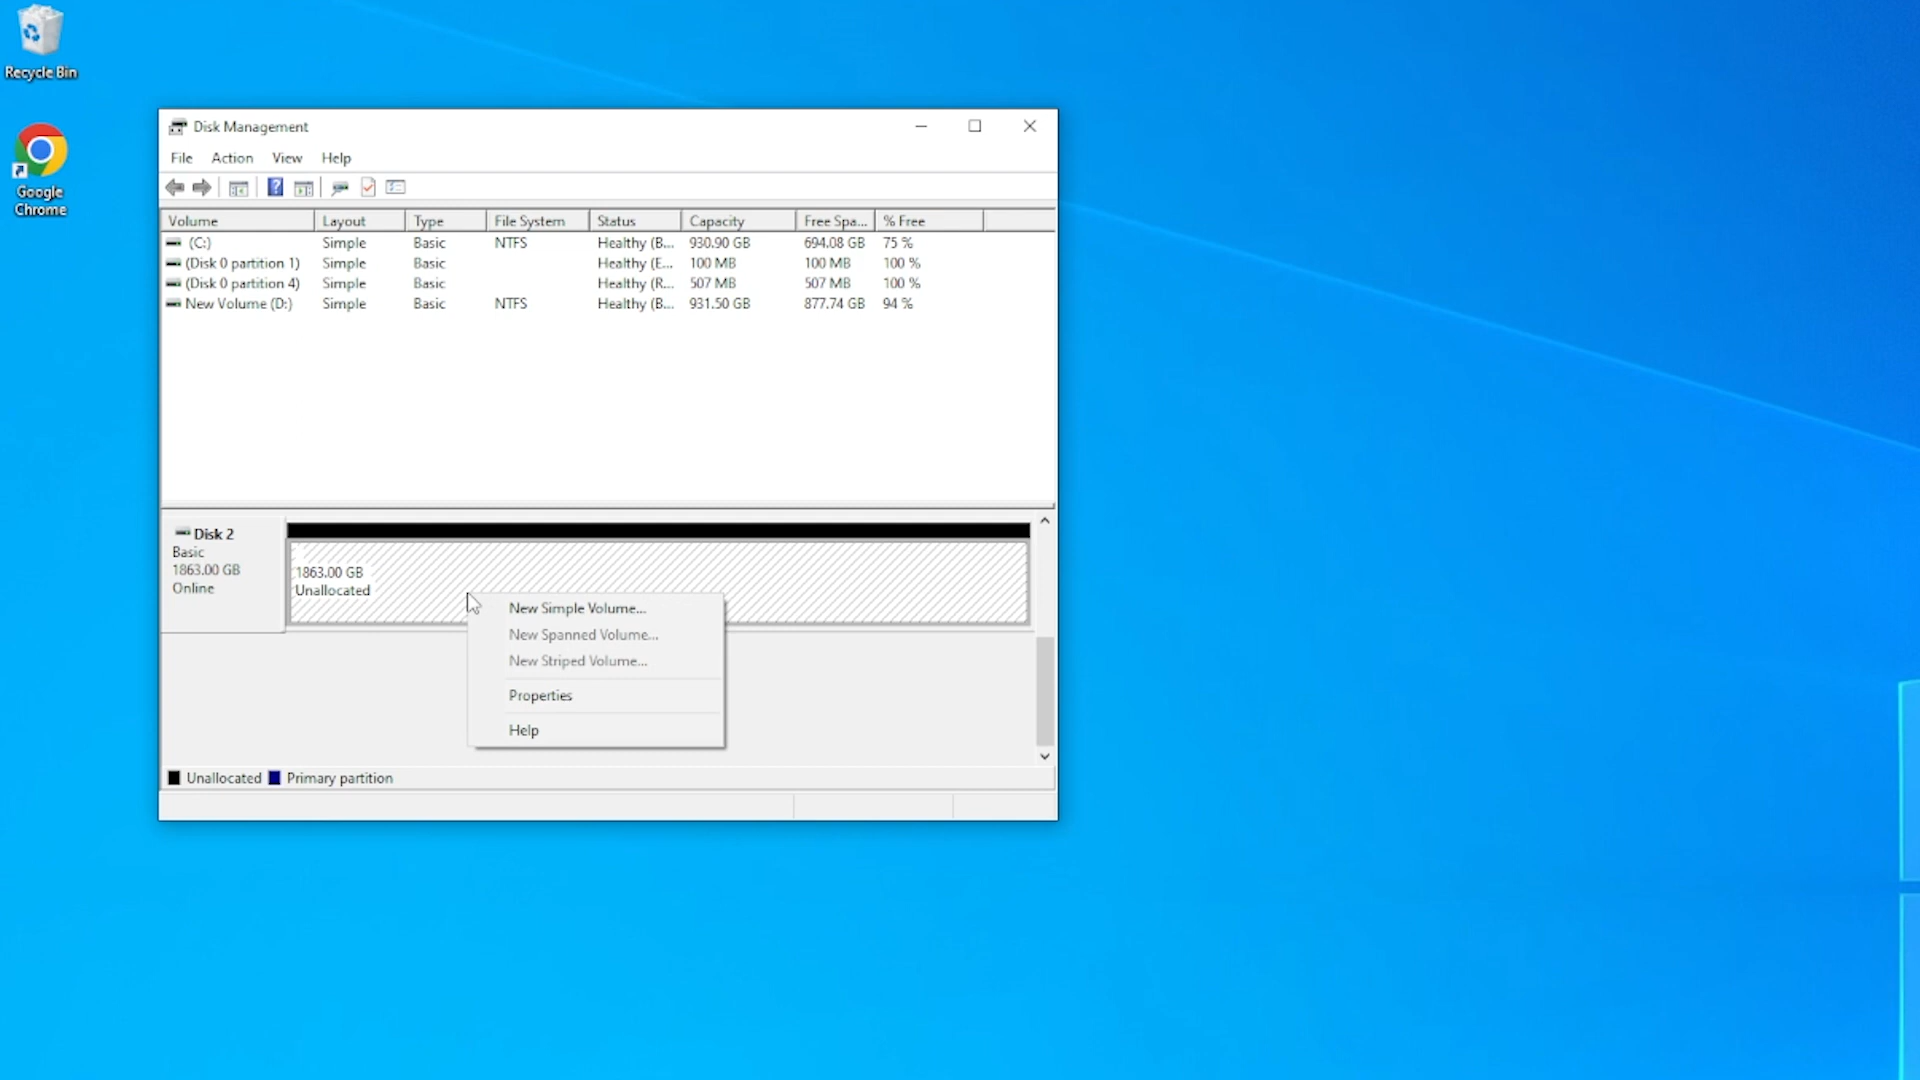 Recycle Bin
Google
Chrome
Disk Management
File Action View Help
Volume Layout Type File System Status Capacity Free Spa... % Free
(C:) Simple Basic NTFS Healthy (B... 930.90 GB 694.08 GB 75 %
(Disk 0 partition 1) Simple Basic Healthy (E... 100 MB 100 MB 100 %
(Disk 0 partition 4) Simple Basic Healthy (R... 507 MB 507 MB 100 %
New Volume (D:) Simple Basic NTFS Healthy (B... 931.50 GB 877.74 GB 94 %
Disk 2
Basic
1863.00 GB
Online
1863.00 GB
Unallocated
New Simple Volume...
New Spanned Volume...
New Striped Volume...
Properties
Help
Unallocated Primary partition